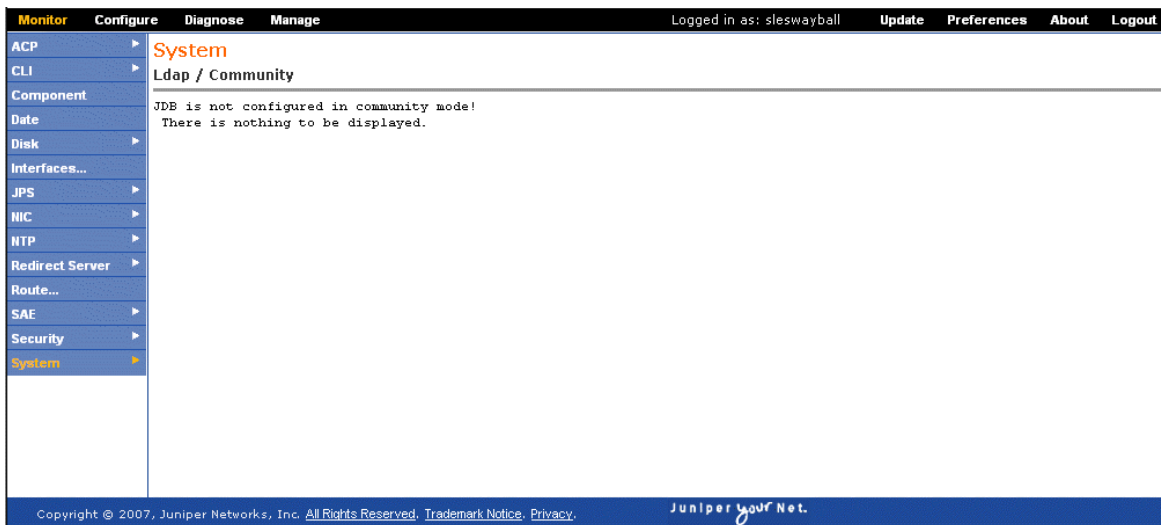 Monitor Configure Diagnose Manage Logged in as: sleswayball Update Preferences About Logout
ACP
CLI
Component
Date
Disk
Interfaces...
JPS
NIC
NTP
Redirect Server
Route...
SAE
Security
System
System
Ldap / Community
JDB is not configured in community mode!
There is nothing to be displayed.
Copyright © 2007, Juniper Networks, Inc. All Rights Reserved. Trademark Notice. Privacy.
Juniper your Net.